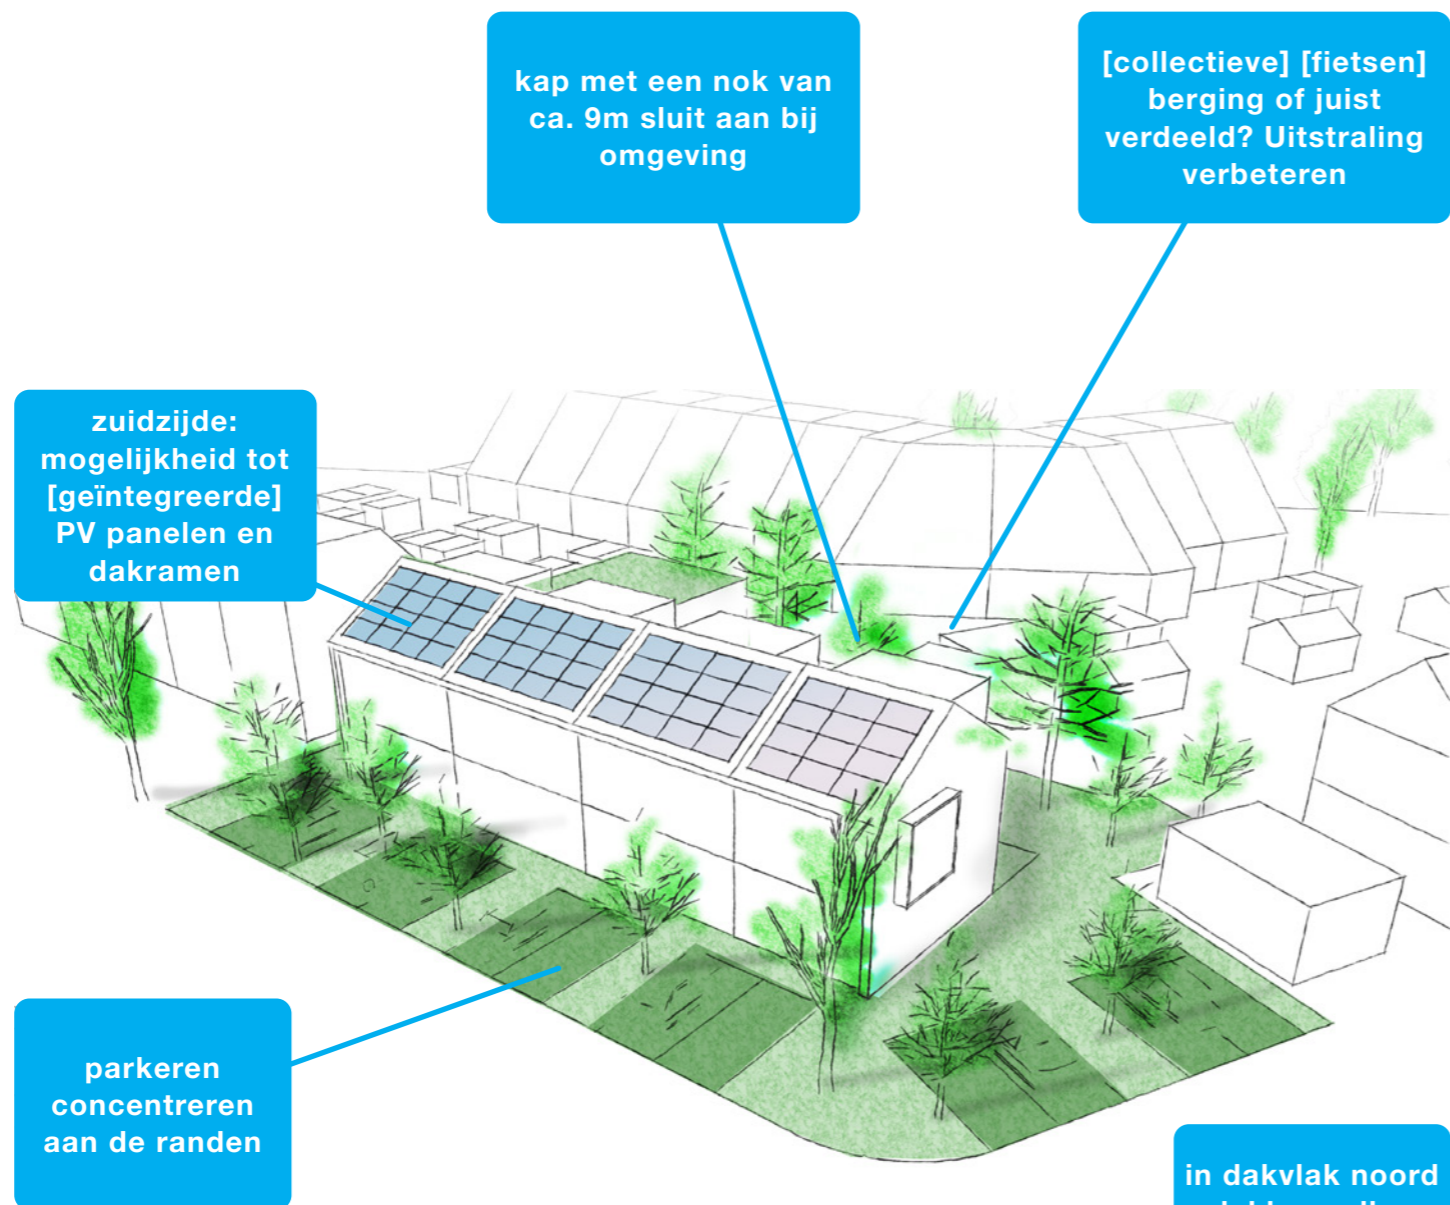 kap met een nok van
ca. 9m sluit aan bij
omgeving
[collectieve] [fietsen]
berging of juist
verdeeld? Uitstraling
verbeteren
zuidzijde:
mogelijkheid tot
[geïntegreerde]
PV panelen en
dakramen
parkeren
concentreren
aan de randen
in dakvlak noord